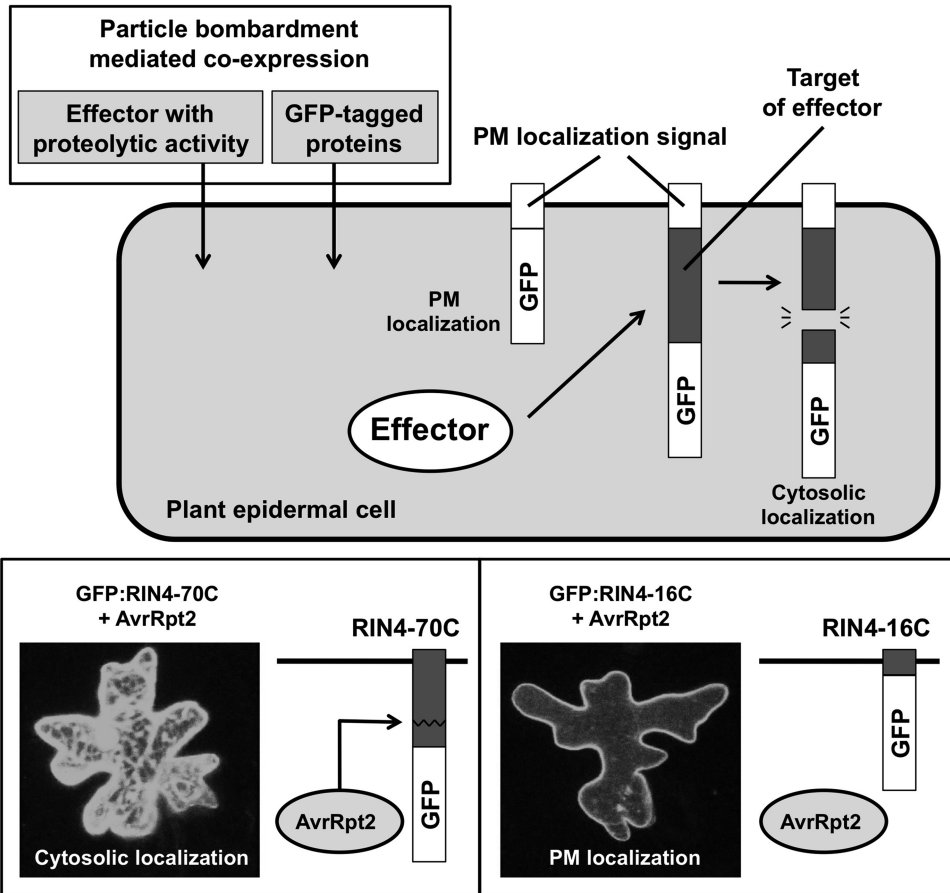 Particle bombardment
mediated co-expression
Effector with
proteolytic activity
GFP-tagged
proteins
Target
of effector
PM localization signal
GFP
PM
localization
GFP
GFP
Effector
Cytosolic
localization
Plant epidermal cell
GFP:RIN4-70C
+ AvrRpt2
RIN4-70C
GFP
AvrRpt2
Cytosolic localization
GFP:RIN4-16C
+ AvrRpt2
RIN4-16C
GFP
AvrRpt2
PM localization